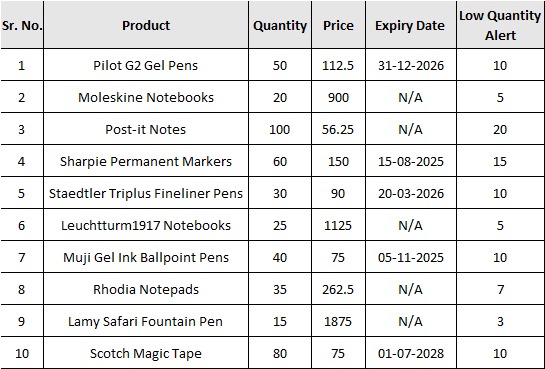 Sr. No. Product Quantity Price Expiry Date Low Quantity Alert
1 Pilot G2 Gel Pens 50 112.5 31-12-2026 10
2 Moleskine Notebooks 20 900 N/A 5
3 Post-it Notes 100 56.25 N/A 20
4 Sharpie Permanent Markers 60 150 15-08-2025 15
5 Staedtler Triplus Fineliner Pens 30 90 20-03-2026 10
6 Leuchtturm1917 Notebooks 25 1125 N/A 5
7 Muji Gel Ink Ballpoint Pens 40 75 05-11-2025 10
8 Rhodia Notepads 35 262.5 N/A 7
9 Lamy Safari Fountain Pen 15 1875 N/A 3
10 Scotch Magic Tape 80 75 01-07-2028 10